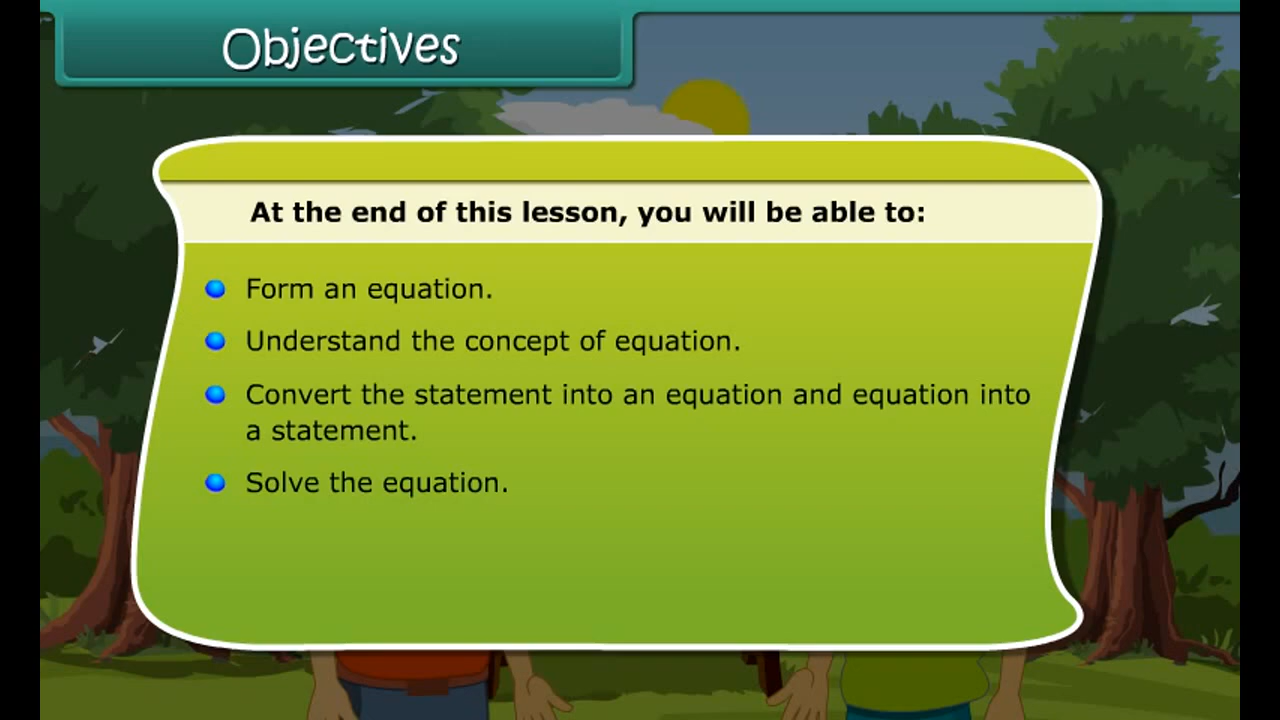 Objectives
At the end of this lesson, you will be able to:
Form an equation.
Understand the concept of equation.
Convert the statement into an equation and equation into
a statement.
Solve the equation.